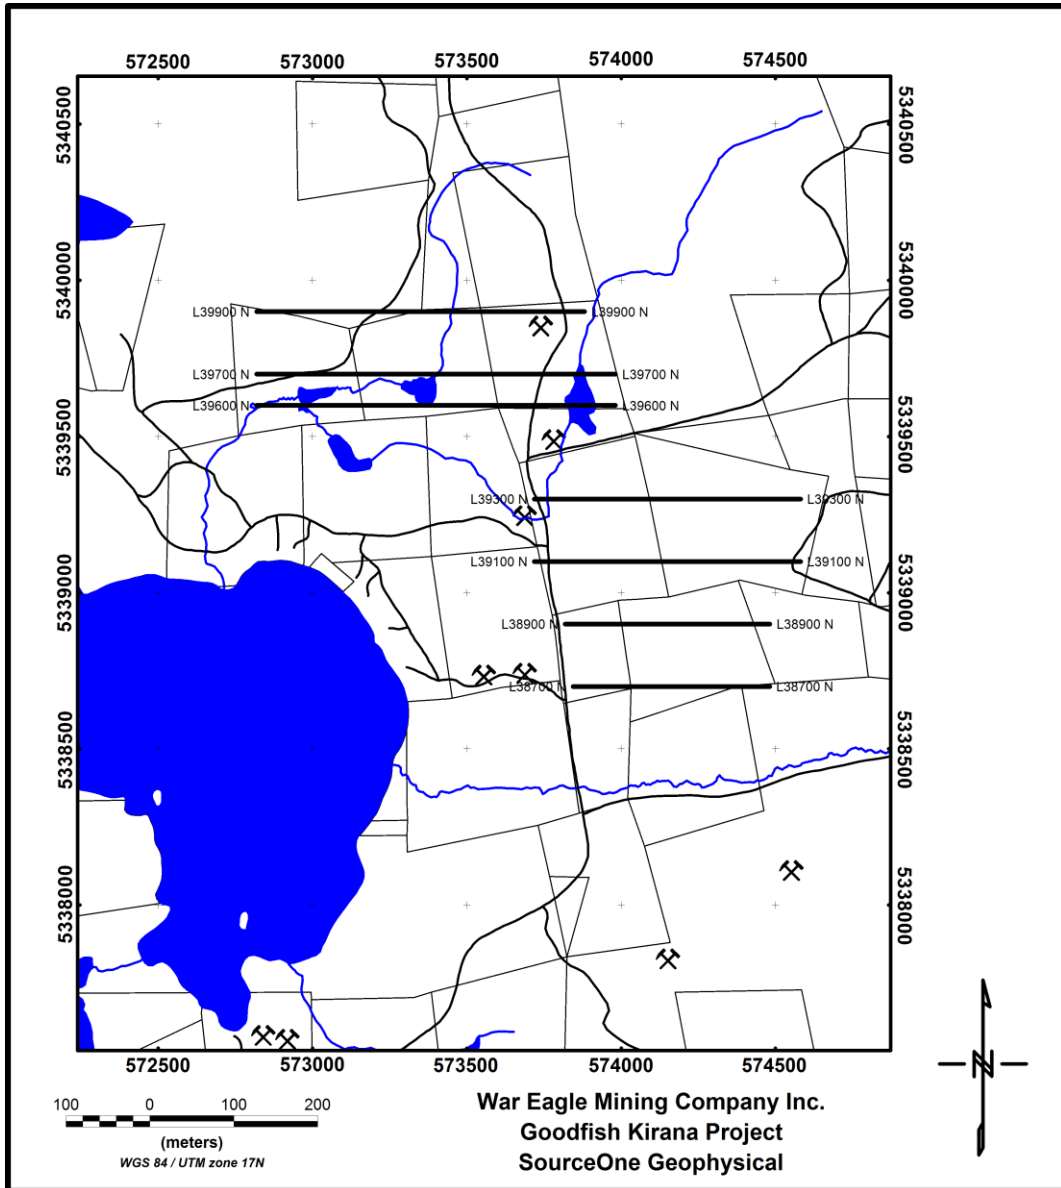 572500 573000 573500 574000 574500
5340500 5340500
5340000 5340000
L39900 N L39900 N
L39700 N L39700 N
L39600 N L39600 N
5339500 5339500
L39300 N L39300 N
L39100 N L39100 N
5339000 5339000
L38900 N L38900 N
L38700 N L38700 N
5338500 5338500
5338000 5338000
572500 573000 573500 574000 574500
100 0 100 200
(meters)
WGS 84 / UTM zone 17N
War Eagle Mining Company Inc.
Goodfish Kirana Project
SourceOne Geophysical
N